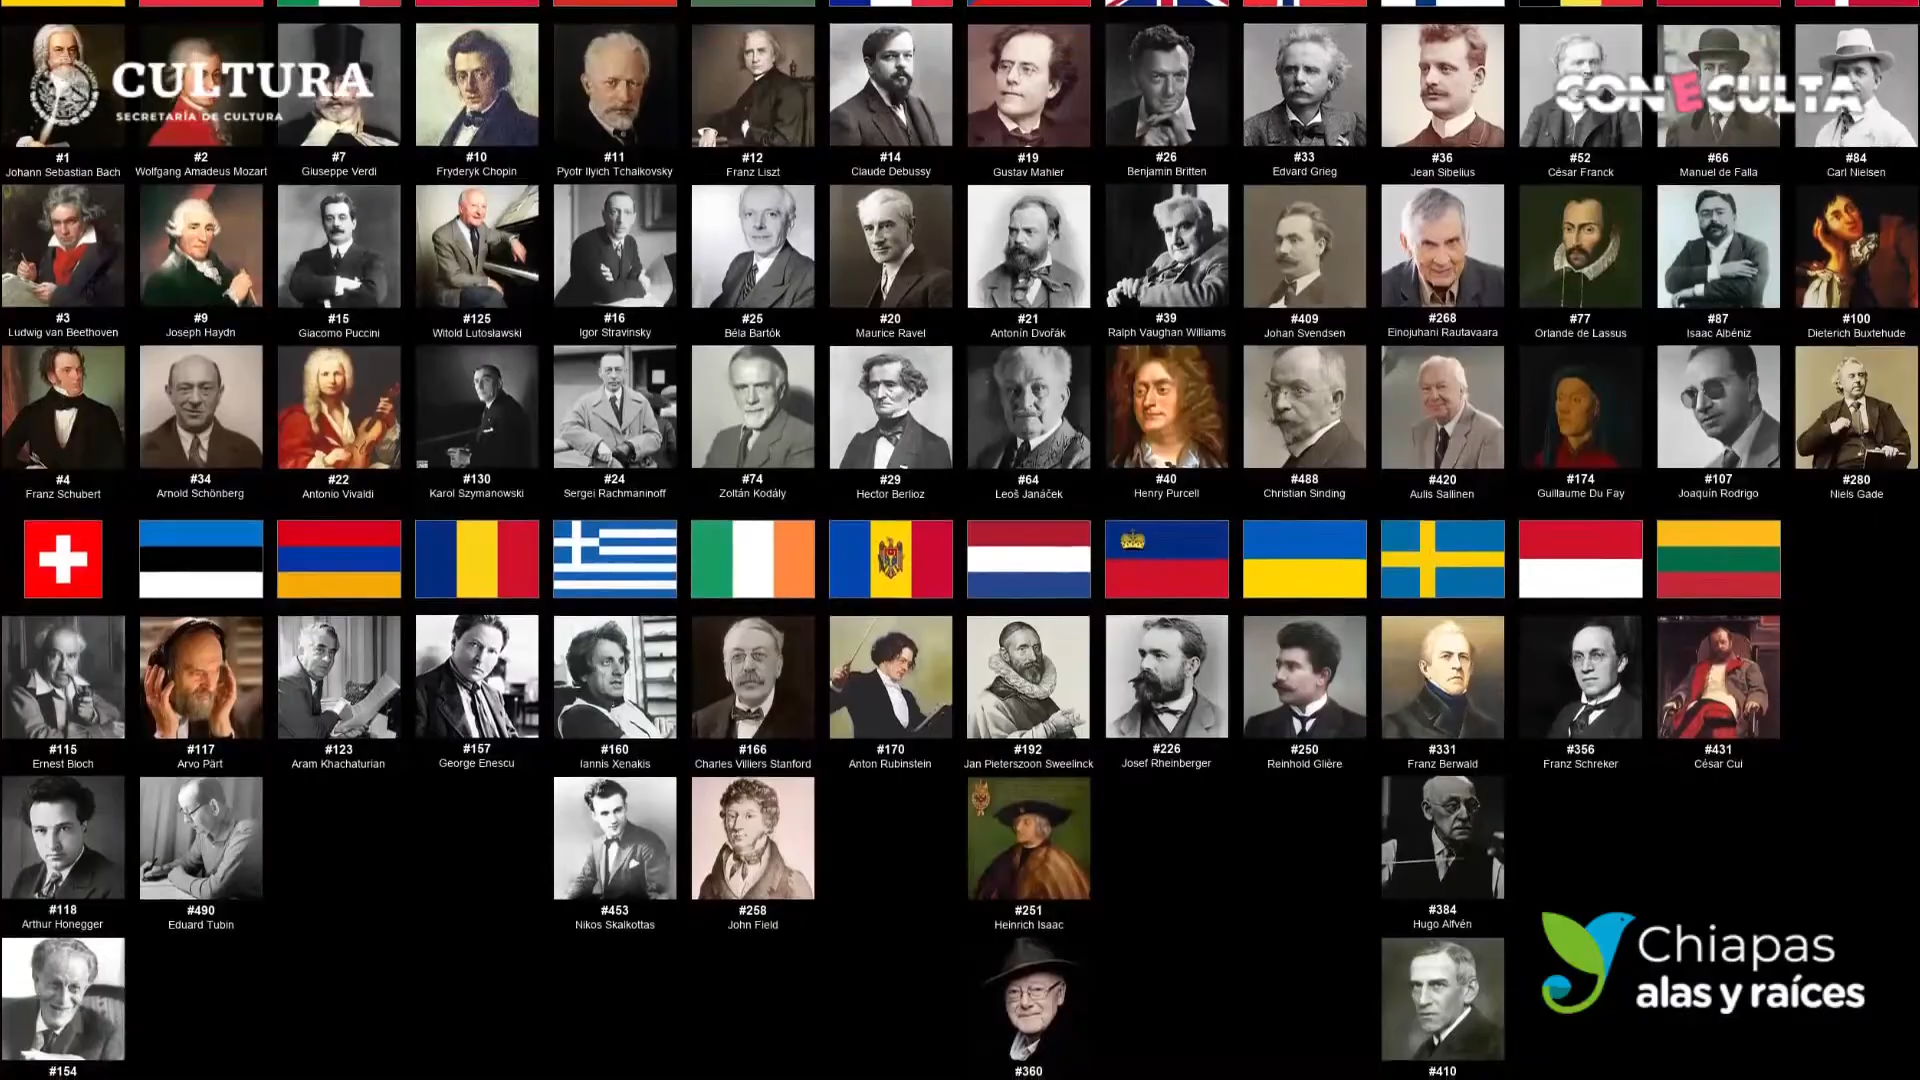 CULTURA
SECRETARÍA DE CULTURA
CONECULTA
#1 #2 #7 #10 #11 #12 #14 #19 #26 #33 #36 #52 #66 #84
Johann Sebastian Bach Wolfgang Amadeus Mozart Giuseppe Verdi Fryderyk Chopin Pyotr Ilyich Tchaikovsky Franz Liszt Claude Debussy Gustav Mahler Benjamin Britten Edvard Grieg Jean Sibelius César Franck Manuel de Falla Carl Nielsen
#3 #9 #15 #125 #16 #25 #20 #21 #39 #409 #268 #77 #87 #100
Ludwig van Beethoven Joseph Haydn Giacomo Puccini Witold Lutosławski Igor Stravinsky Béla Bartók Maurice Ravel Antonín Dvořák Ralph Vaughan Williams Johan Svendsen Einojuhani Rautavaara Orlande de Lassus Isaac Albéniz Dieterich Buxtehude
#4 #34 #22 #130 #24 #74 #29 #64 #40 #488 #420 #174 #107 #280
Franz Schubert Arnold Schönberg Antonio Vivaldi Karol Szymanowski Sergei Rachmaninoff Zoltán Kodály Hector Berlioz Leoš Janáček Henry Purcell Christian Sinding Aulis Sallinen Guillaume Du Fay Joaquín Rodrigo Niels Gade
#115 #117 #123 #157 #160 #166 #170 #192 #226 #250 #331 #356 #431
Ernest Bloch Arvo Pärt Aram Khachaturian George Enescu Iannis Xenakis Charles Villiers Stanford Anton Rubinstein Jan Pieterszoon Sweelinck Josef Rheinberger Reinhold Glière Franz Berwald Franz Schreker César Cui
#118 #490 #453 #258 #251 #384
Arthur Honegger Eduard Tubin Nikos Skalkottas John Field Heinrich Isaac Hugo Alfvén
Chiapas
alas y raíces
#154 #360 #410